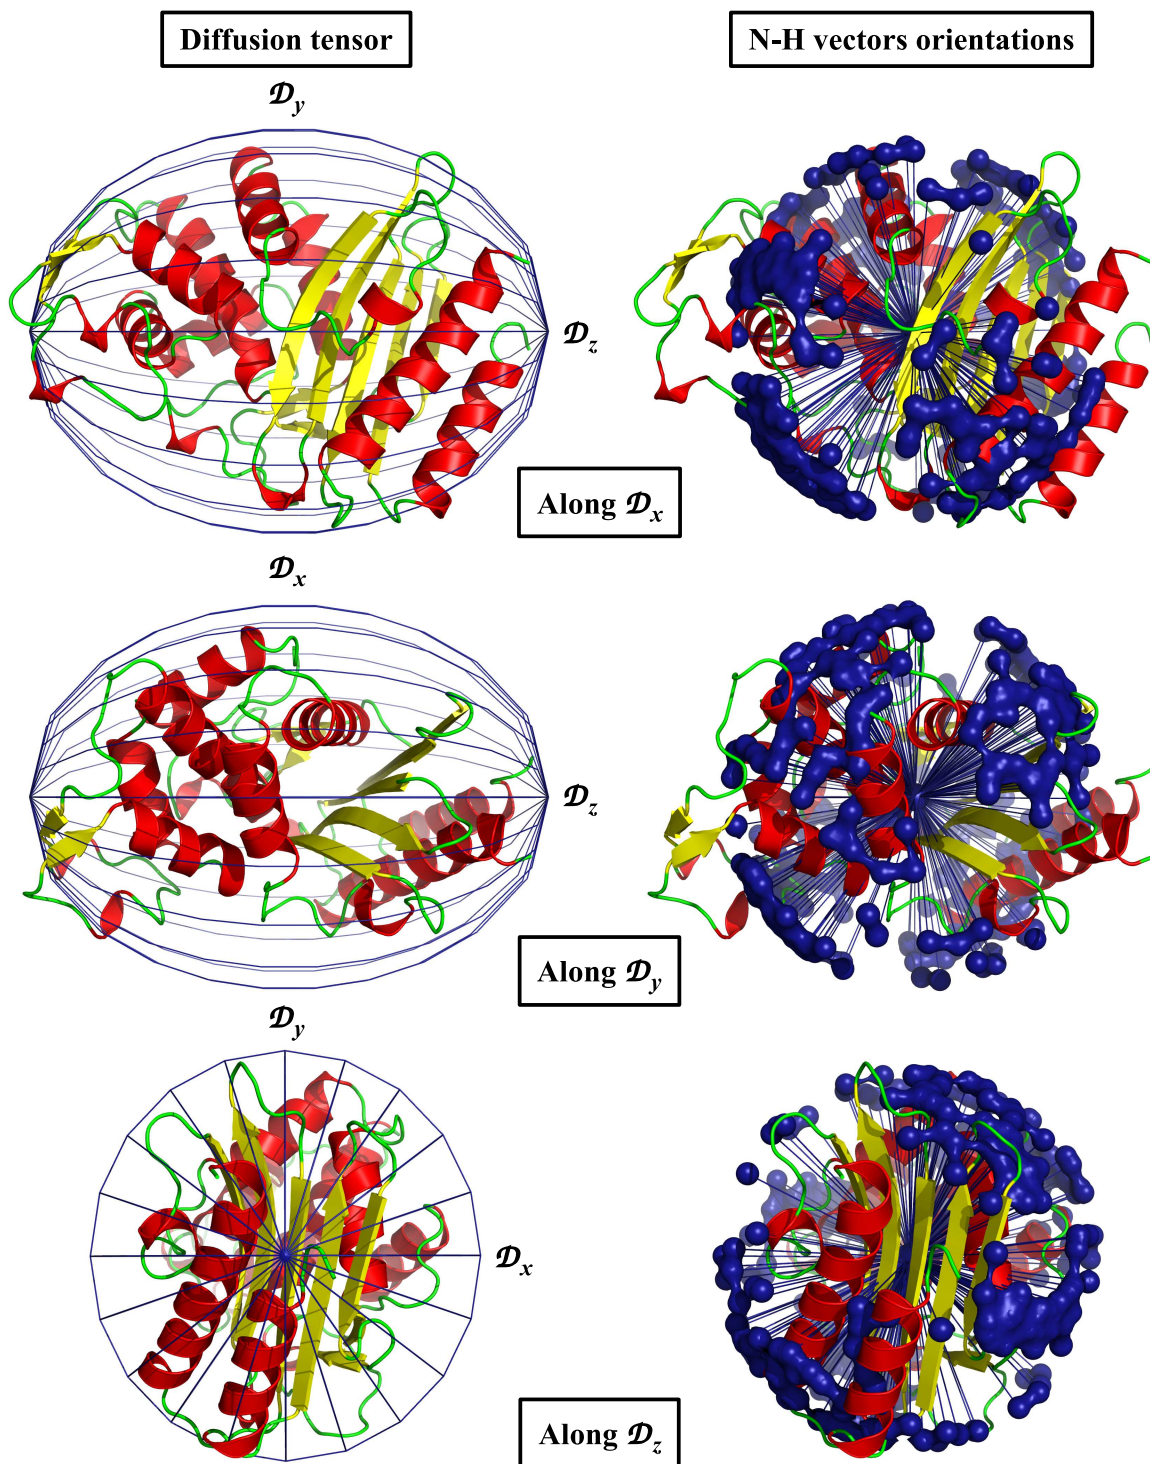 Diffusion tensor
N-H vectors orientations
𝒟y
𝒟z
Along 𝒟x
𝒟x
𝒟z
Along 𝒟y
𝒟y
𝒟x
Along 𝒟z